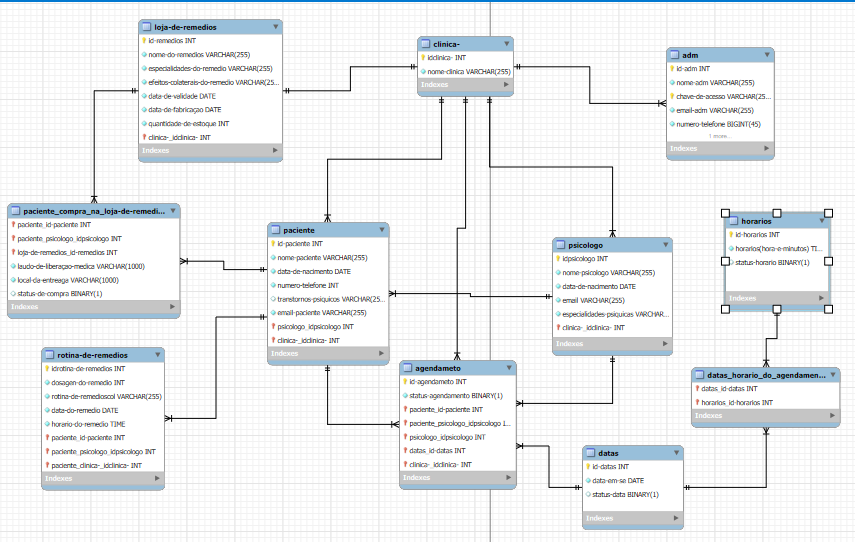 loja-de-remedios
id-remedios INT
nome-do-remedios VARCHAR(255)
especialidades-do-remedio VARCHAR(255)
efeitos-colaterais-do-remedio VARCHAR(25...
data-de-validade DATE
data-de-fabricaçao DATE
quantidade-de-estoque INT
clinica-_idclinica- INT
Indexes
clinica-
idclinica- INT
nome-clinica VARCHAR(255)
Indexes
adm
id-adm INT
nome-adm VARCHAR(255)
chave-de-acesso VARCHAR(25...
email-adm VARCHAR(255)
numero-telefone BIGINT(45)
1 more...
Indexes
paciente_compra_na_loja-de-remedi...
paciente_id-paciente INT
paciente_psicologo_idpsicologo INT
loja-de-remedios_id-remedios INT
laudo-de-liberaçao-medica VARCHAR(1000)
local-da-entreaga VARCHAR(1000)
status-de-compra BINARY(1)
Indexes
paciente
id-paciente INT
nome-paciente VARCHAR(255)
data-de-nacimento DATE
numero-telefone INT
transtornos-psiquicos VARCHAR(25...
email-paciente VARCHAR(255)
psicologo_idpsicologo INT
clinica-_idclinica- INT
Indexes
psicologo
idpsicologo INT
nome-psicologo VARCHAR(255)
data-de-nacimento DATE
email VARCHAR(255)
especialidades-psiquicas VARCHAR...
clinica-_idclinica- INT
Indexes
horarios
id-horarios INT
horarios(hora-e-minutos) TI...
status-horario BINARY(1)
Indexes
rotina-de-remedios
idrotina-de-remedios INT
dosagen-do-remedio INT
rotina-de-remedioscol VARCHAR(255)
data-do-remedio DATE
horario-do-remedio TIME
paciente_id-paciente INT
paciente_psicologo_idpsicologo INT
paciente_clinica-_idclinica- INT
Indexes
agendameto
id-agendameto INT
status-agendamento BINARY(1)
paciente_id-paciente INT
paciente_psicologo_idpsicologo I...
psicologo_idpsicologo INT
datas_id-datas INT
clinica-_idclinica- INT
Indexes
datas_horario_do_agendamen...
datas_id-datas INT
horarios_id-horarios INT
Indexes
datas
id-datas INT
data-em-se DATE
status-data BINARY(1)
Indexes